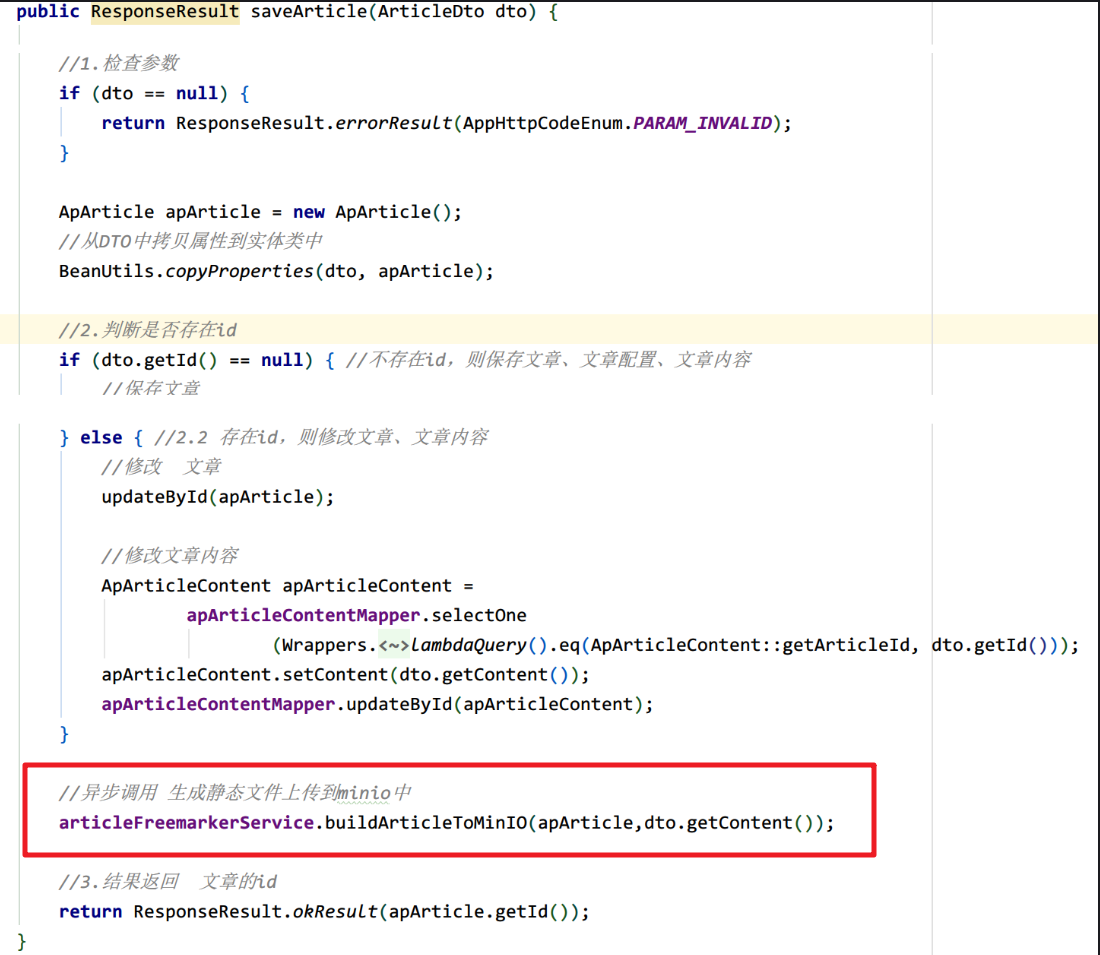 public ResponseResult saveArticle(ArticleDto dto) {
//1.检查参数
if (dto == null) {
return ResponseResult.errorResult(AppHttpCodeEnum.PARAM_INVALID);
}
ApArticle apArticle = new ApArticle();
//从DTO中拷贝属性到实体类中
BeanUtils.copyProperties(dto, apArticle);
//2.判断是否存在id
if (dto.getId() == null) { //不存在id，则保存文章、文章配置、文章内容
//保存文章
} else { //2.2 存在id，则修改文章、文章内容
//修改  文章
updateById(apArticle);
//修改文章内容
ApArticleContent apArticleContent =
apArticleContentMapper.selectOne
(Wrappers.<~>lambdaQuery().eq(ApArticleContent::getArticleId, dto.getId()));
apArticleContent.setContent(dto.getContent());
apArticleContentMapper.updateById(apArticleContent);
}
//异步调用 生成静态文件上传到minio中
articleFreemarkerService.buildArticleToMinIO(apArticle,dto.getContent());
//3.结果返回  文章的id
return ResponseResult.okResult(apArticle.getId());
}